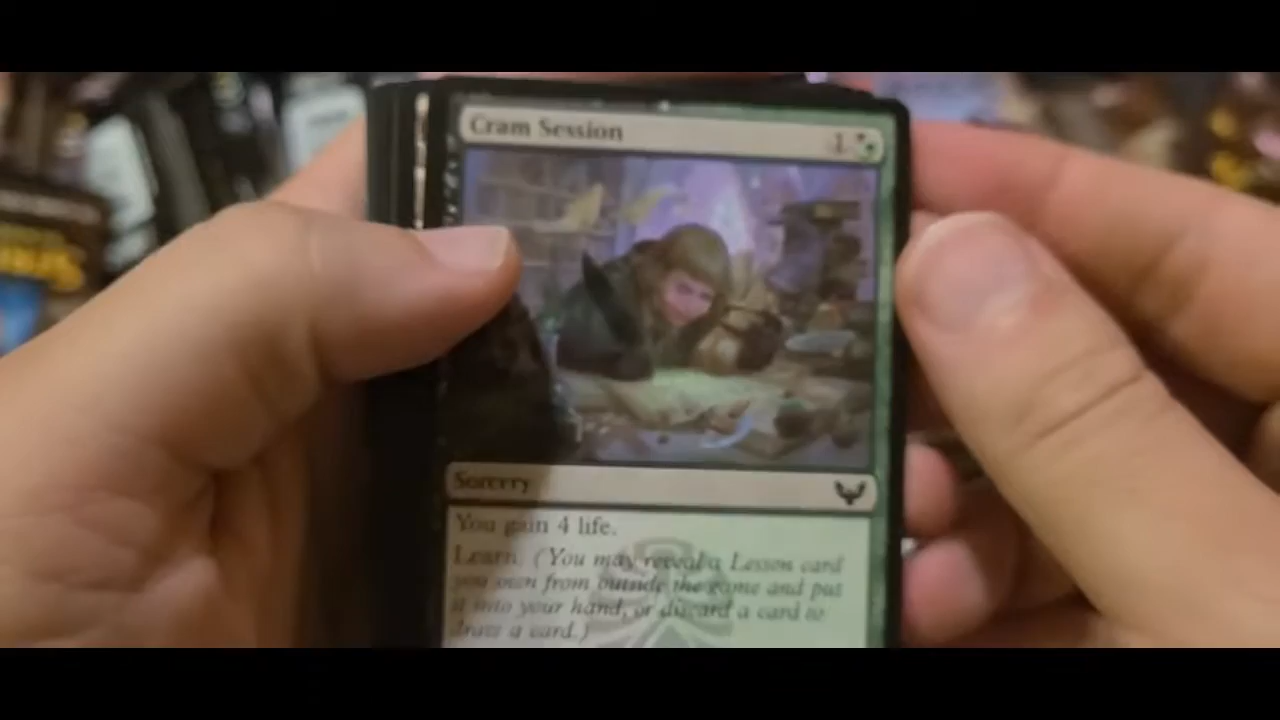 Cram Session 1
Sorcery
You gain 4 life.
Learn. (You may reveal a Lesson card
you own from outside the game and put
it into your hand, or discard a card to
draw a card.)